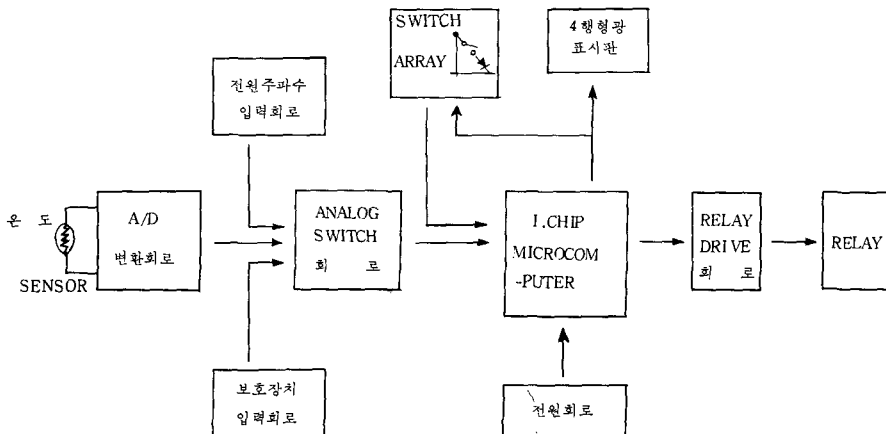 SWITCH
ARRAY
4행형광
표시판
전원주파수
입력회로
온 도
SENSOR
A/D
변환회로
ANALOG
SWITCH
회 로
1.CHIP
MICROCOM
-PUTER
RELAY
DRIVE
회 로
RELAY
보호장치
입력회로
전원회로